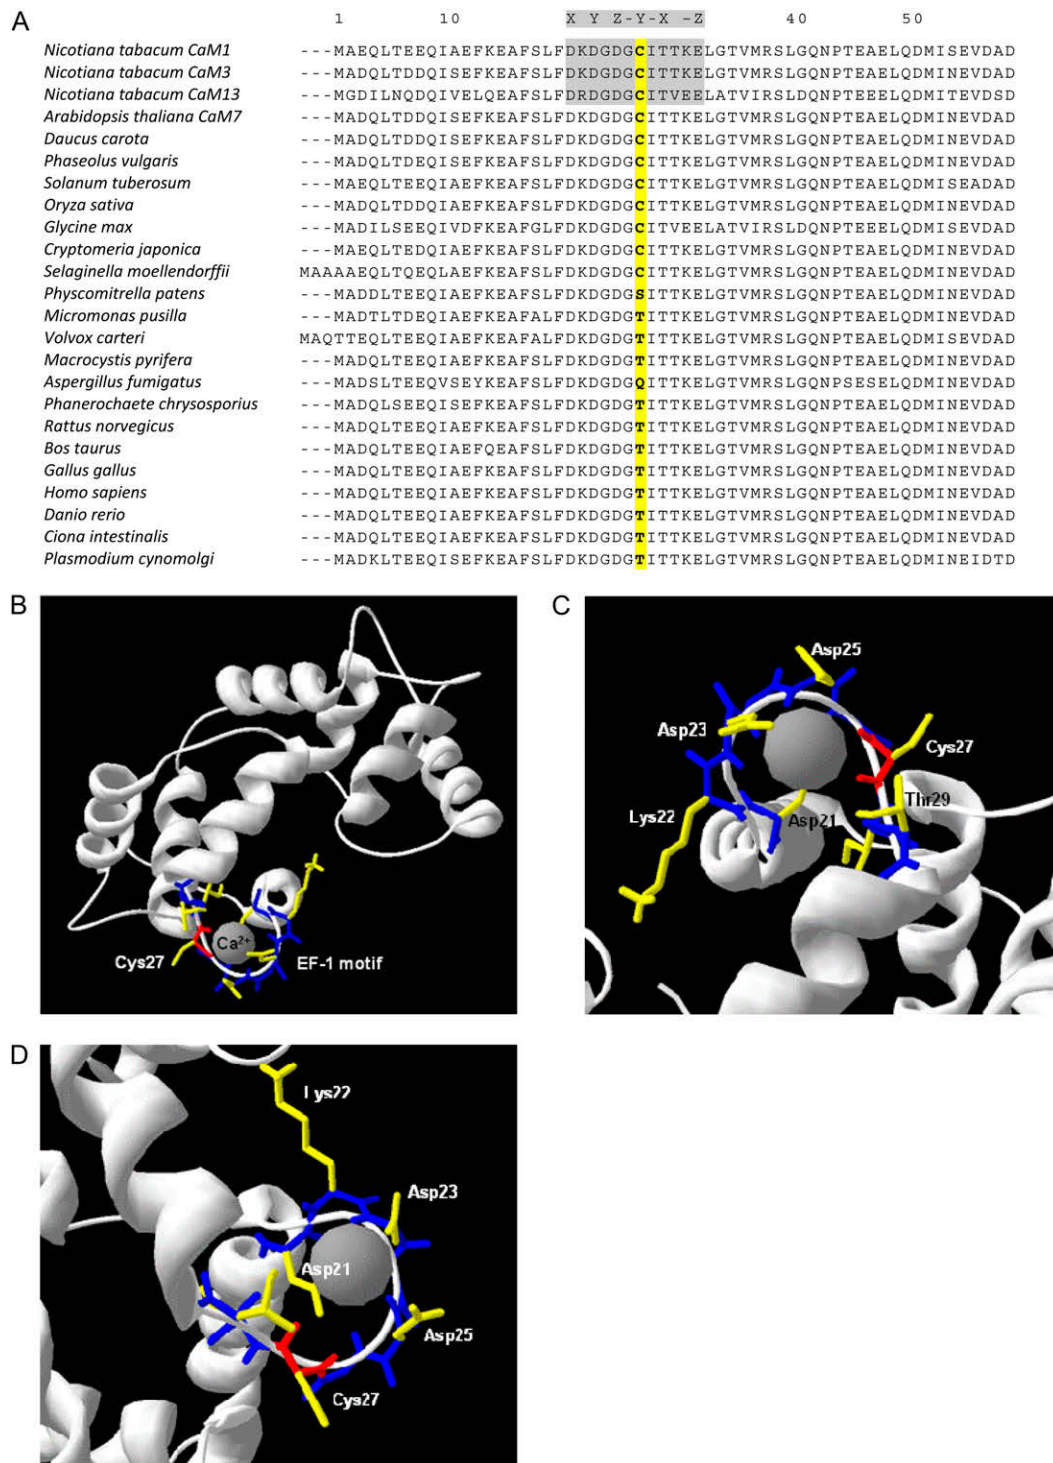 A
1 10 X Y Z-Y-X -Z 40 50
Nicotiana tabacum CaM1 ---MAEQLTEEQIAEFKEAFSLFDKDGDGCITTKELGTVMRSLGQNPTEAELQDMISEVDAD
Nicotiana tabacum CaM3 ---MADQLTDDQISEFKEAFSLFDKDGDGCITTKELGTVMRSLGQNPTEAELQDMINEVDAD
Nicotiana tabacum CaM13 ---MGDILNQDQIVELQEAFSLFDRDGDGCITVEELATVIRSLDQNPTEEELQDMITEVDSD
Arabidopsis thaliana CaM7 ---MADQLTDDQISEFKEAFSLFDKDGDGCITTKELGTVMRSLGQNPTEAELQDMINEVDAD
Daucus carota ---MADQLTDDQIAEFKEAFSLFDKDGDGCITTKELGTVMRSLGQNPTEAELQDMINEVDAD
Phaseolus vulgaris ---MADQLTDEQISEFKEAFSLFDKDGDGCITTKELGTVMRSLGQNPTEAELQDMINEVDAD
Solanum tuberosum ---MAEQLTEEQIAEFKEAFSLFDKDGDGCITTKELGTVMRSLGQNPTEAELQDMISEADAD
Oryza sativa ---MADQLTDDQIAEFKEAFSLFDKDGDGCITTKELGTVMRSLGQNPTEAELQDMINEVDAD
Glycine max ---MADILSEEQIVDFKEAFGLFDKDGDGCITVEELATVIRSLDQNPTEEELQDMISEVDAD
Cryptomeria japonica ---MAEQLTEDQIAEFKEAFSLFDKDGDGCITTKELGTVMRSLGQNPTEAELQDMINEVDAD
Selaginella moellendorffii MAAAAEQLTQEQLAEFKEAFSLFDKDGDGCITTKELGTVMRSLGQNPTEAELQDMISEVDAD
Physcomitrella patens ---MADDLTEEQIAEFKEAFSLFDKDGDGSITTKELGTVMRSLGQNPTEAELQDMINEVDAD
Micromonas pusilla ---MADTLTDEQIAEFKEAFALFDKDGDGTITTKELGTVMRSLGQNPTEAELQDMINEVDAD
Volvox carteri MAQTTEQLTEEQIAEFKEAFALFDKDGDGTITTKELGTVMRSLGQNPTEAELQDMISEVDAD
Macrocystis pyrifera ---MADQLTEEQIAEFKEAFSLFDKDGDGTITTKELGTVMRSLGQNPTEAELQDMINEVDAD
Aspergillus fumigatus ---MADSLTEEQVSEYKEAFSLFDKDGDGQITTKELGTVMRSLGQNPSESELQDMINEVDAD
Phanerochaete chrysosporius ---MADQLSEEQISEFKEAFSLFDKDGDGTITTKELGTVMRSLGQNPTEAELQDMINEVDAD
Rattus norvegicus ---MADQLTEEQIAEFKEAFSLFDKDGDGTITTKELGTVMRSLGQNPTEAELQDMINEVDAD
Bos taurus ---MADQLTEEQIAEFQEAFSLFDKDGDGTITTKELGTVMRSLGQNPTEAELQDMINEVDAD
Gallus gallus ---MADQLTEEQIAEFKEAFSLFDKDGDGTITTKELGTVMRSLGQNPTEAELQDMINEVDAD
Homo sapiens ---MADQLTEEQIAEFKEAFSLFDKDGDGTITTKELGTVMRSLGQNPTEAELQDMINEVDAD
Danio rerio ---MADQLTEEQIAEFKEAFSLFDKDGDGTITTKELGTVMRSLGQNPTEAELQDMINEVDAD
Ciona intestinalis ---MADQLTEEQIAEFKEAFSLFDKDGDGTITTKELGTVMRSLGQNPTEAELQDMINEVDAD
Plasmodium cynomolgi ---MADKLTEEQIAEFKEAFSLFDKDGDGTITTKELGTVMRSLGQNPTEAELQDMINEIDTD
B
Ca²⁺
Cys27
EF-1 motif
C
Asp25
Asp23
Cys27
Thr29
Lys22
Asp21
D
Lys22
Asp23
Asp21
Asp25
Cys27